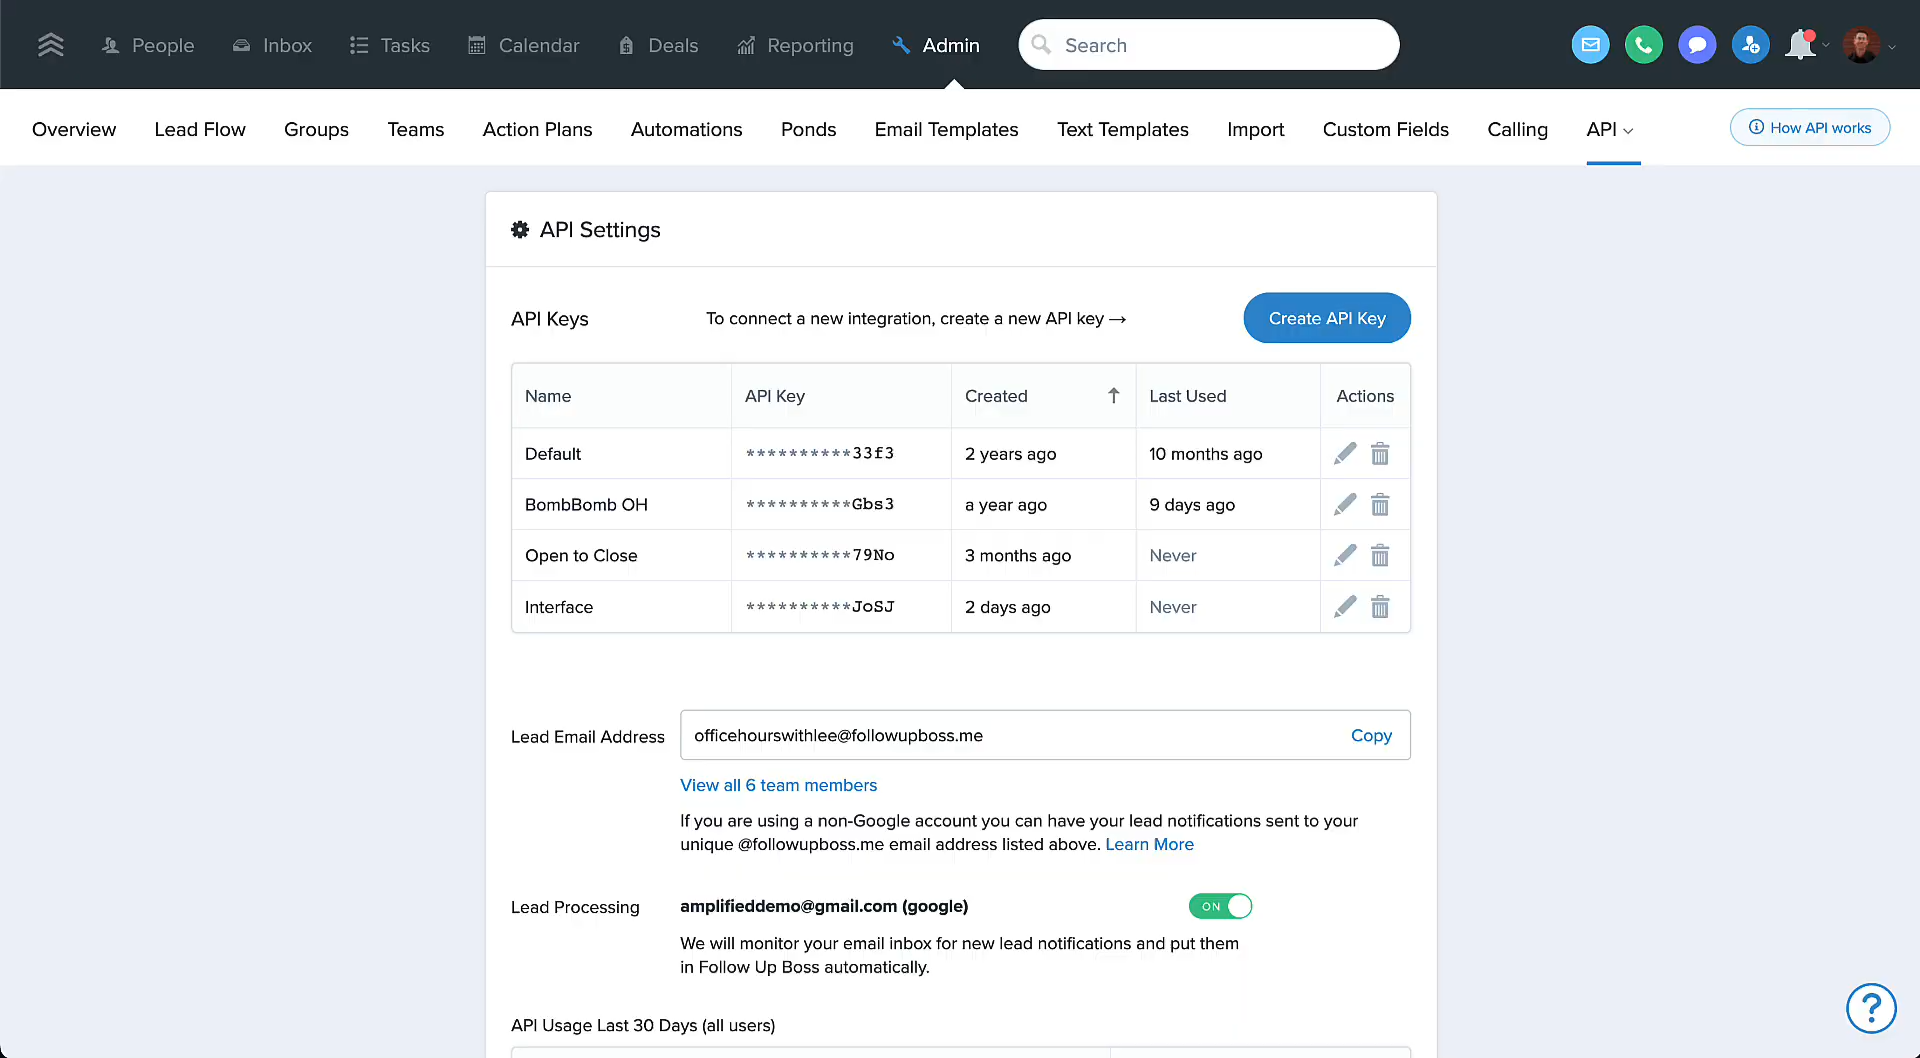 People Inbox Tasks Calendar Deals Reporting Admin Search
Overview Lead Flow Groups Teams Action Plans Automations Ponds Email Templates Text Templates Import Custom Fields Calling API How API works
API Settings
API Keys To connect a new integration, create a new API key → Create API Key
Name API Key Created ↑ Last Used Actions
Default **********33f3 2 years ago 10 months ago
BombBomb OH **********Gbs3 a year ago 9 days ago
Open to Close **********79No 3 months ago Never
Interface **********JoSJ 2 days ago Never
Lead Email Address officehourswithlee@followupboss.me Copy
View all 6 team members
If you are using a non-Google account you can have your lead notifications sent to your
unique @followupboss.me email address listed above. Learn More
Lead Processing amplifieddemo@gmail.com (google) ON
We will monitor your email inbox for new lead notifications and put them
in Follow Up Boss automatically.
?
API Usage Last 30 Days (all users)